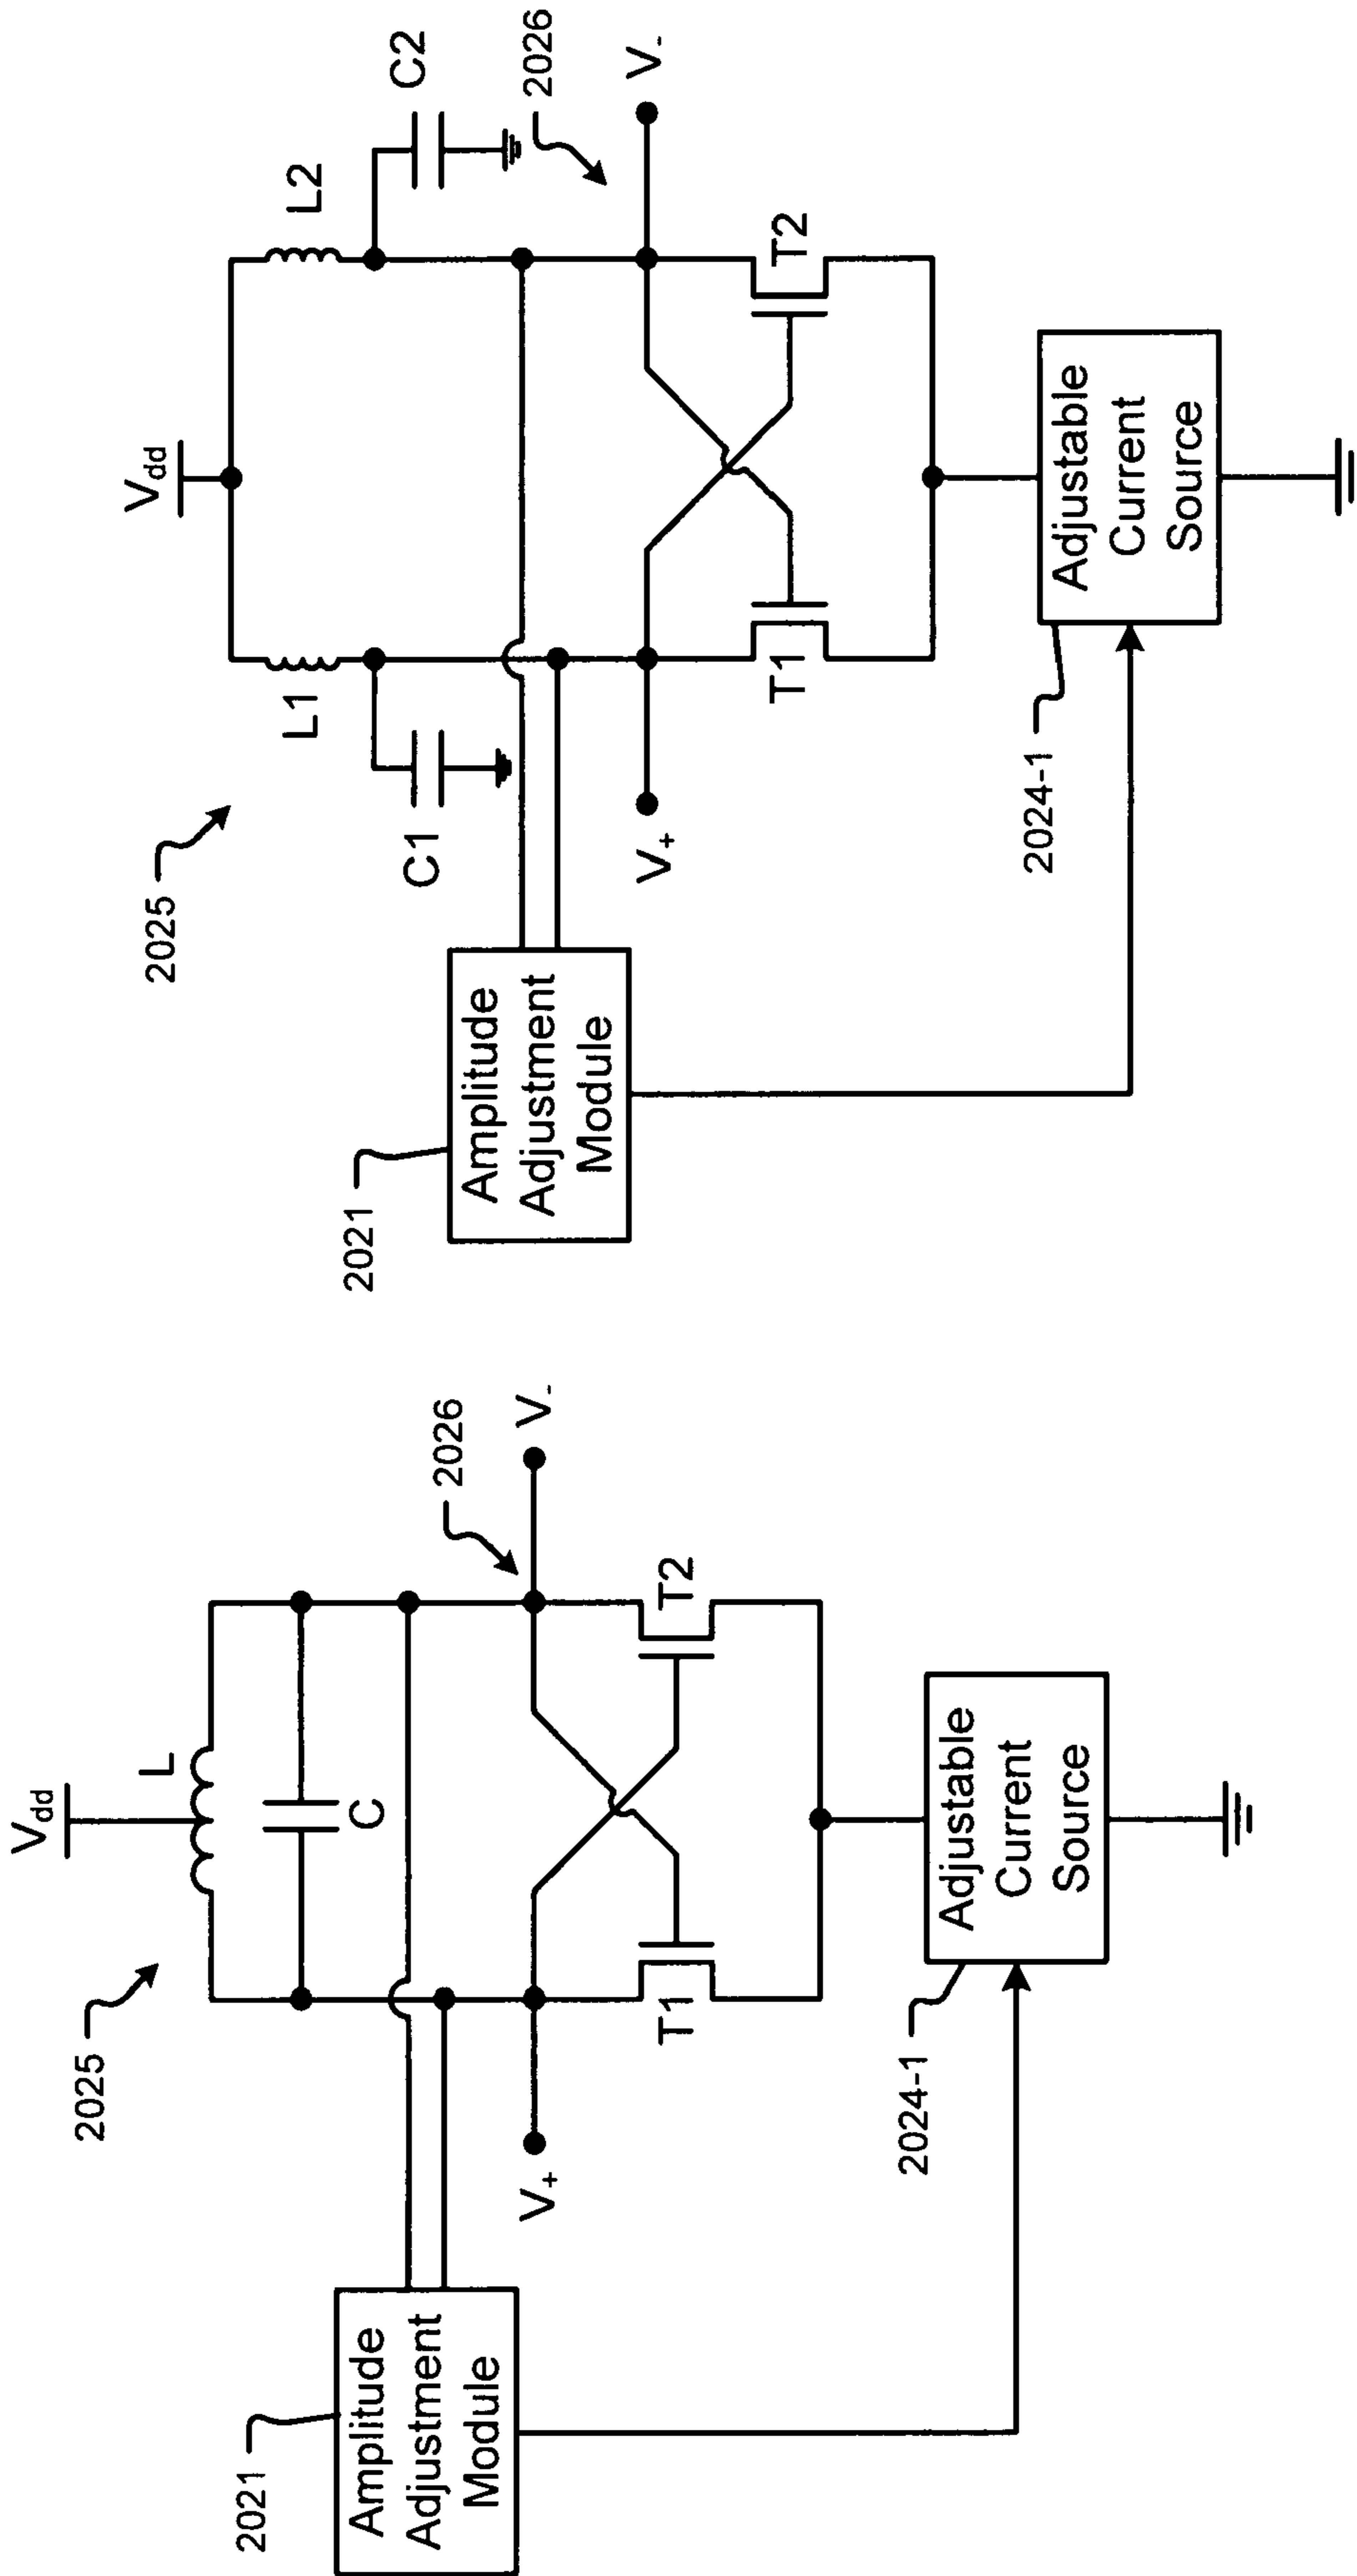 2025
Vdd
L
C
2026
2021
Amplitude
Adjustment
Module
V+
V-
T1
T2
2024-1
Adjustable
Current
Source
2025
Vdd
L1
L2
C1
C2
2026
2021
Amplitude
Adjustment
Module
V+
V-
T1
T2
2024-1
Adjustable
Current
Source